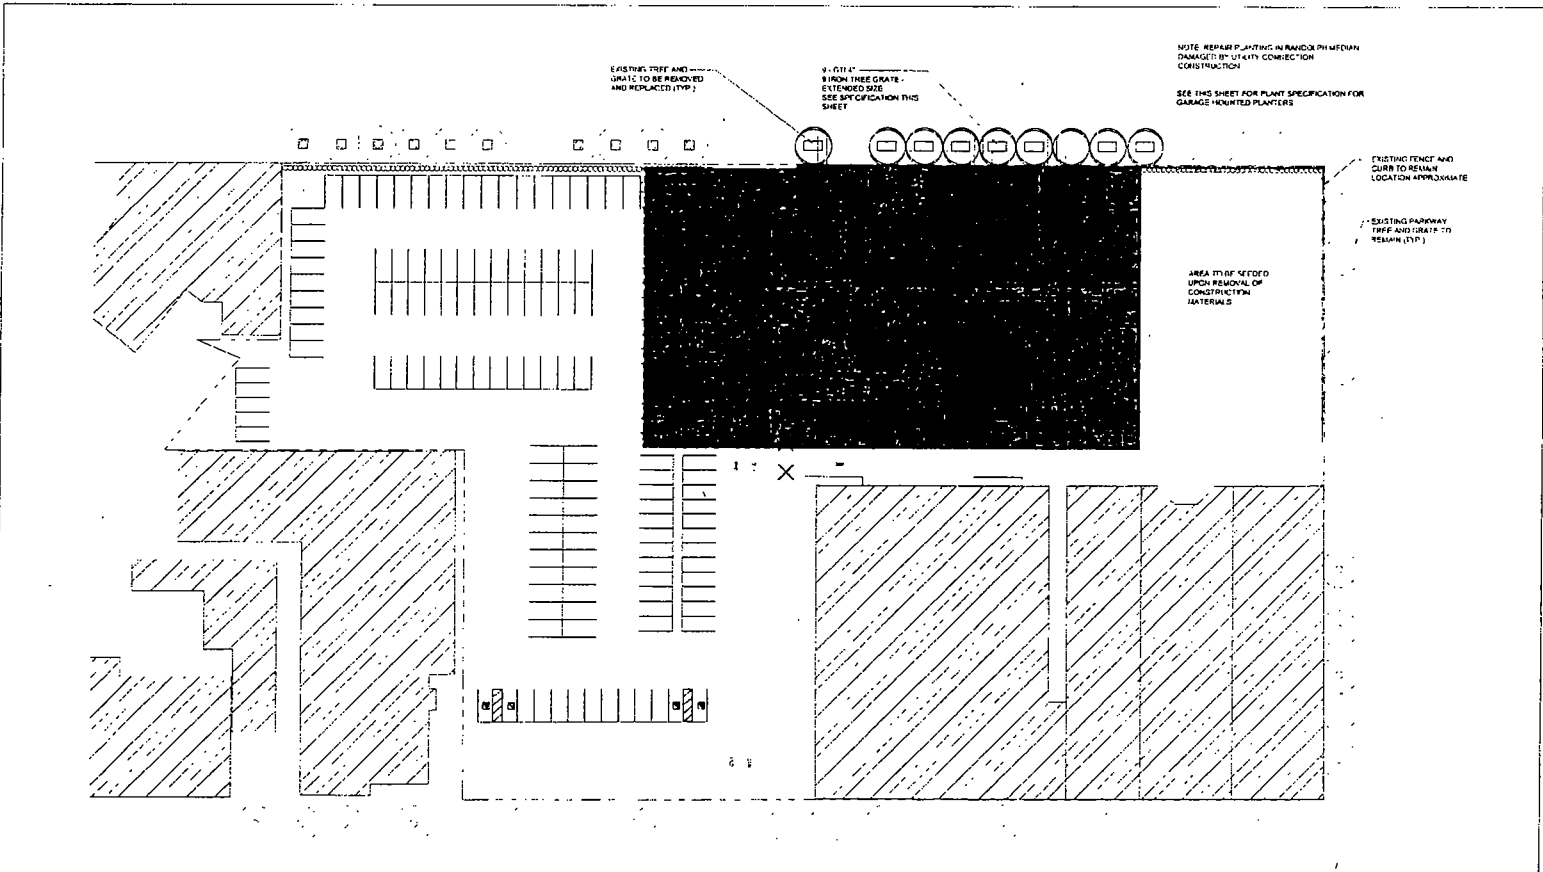 EXISTING TREE AND
GRATE TO BE REMOVED
AND REPLACED (TYP.)
9 IRON TREE GRATE -
EXTENDED SIZE
SEE SPECIFICATION THIS
SHEET
NOTE: REPAIR PLANTING IN RANDOLPH MEDIAN
DAMAGED BY UTILITY CONNECTION
CONSTRUCTION
SEE THIS SHEET FOR PLANT SPECIFICATION FOR
GARAGE MOUNTED PLANTERS
EXISTING FENCE AND
CURB TO REMAIN
LOCATION APPROXIMATE
EXISTING PARKWAY
TREE AND GRATE TO
REMAIN (TYP.)
AREA TO BE SEEDED
UPON REMOVAL OF
CONSTRUCTION
MATERIALS